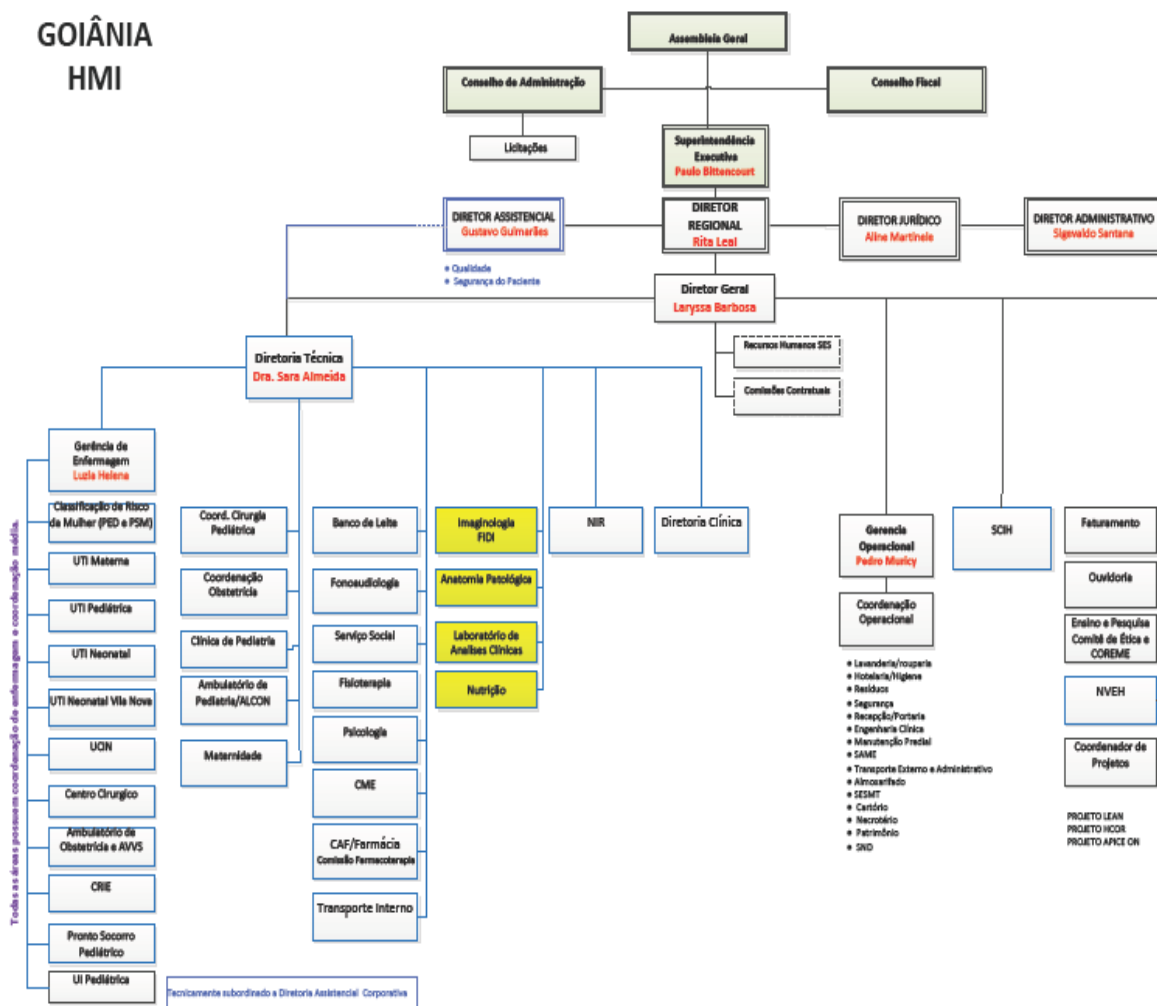 GOIÂNIA
HMI
Assembleia Geral
Conselho de Administração
Conselho Fiscal
Licitações
Superintendência
Executiva
Paulo Bittencourt
DIRETOR ASSISTENCIAL
Gustavo Guimarães
DIRETOR
REGIONAL
Rita Leal
DIRETOR JURÍDICO
Aline Martinele
DIRETOR ADMINISTRATIVO
Sigevaldo Santana
Qualidade
Segurança do Paciente
Diretor Geral
Laryssa Barbosa
Recursos Humanos SES
Comissões Contratuais
Diretoria Técnica
Dra. Sara Almeida
Gerência de
Enfermagem
Luzia Helena
Todas as áreas possuem coordenação de enfermagem e coordenação média.
Classificação de Risco
da Mulher (PED e PSM)
UTI Materna
UTI Pediátrica
UTI Neonatal
UTI Neonatal Vila Nova
UCIN
Centro Cirurgico
Ambulatório de
Obstetrícia e AVVS
CRIE
Pronto Socorro
Pediátrico
UI Pediátrica
Coord. Cirurgia
Pediátrica
Coordenação
Obstetrícia
Clínica de Pediatria
Ambulatório de
Pediatria/ALCON
Maternidade
Banco de Leite
Fonoaudiologia
Serviço Social
Fisioterapia
Psicologia
CME
CAF/Farmácia
Comissão Farmacoterapia
Transporte Interno
Imaginologia
FIDI
Anatomia Patológica
Laboratório de
Analises Clínicas
Nutrição
NIR
Diretoria Clínica
Gerencia
Operacional
Pedro Muricy
Coordenação
Operacional
Lavanderia/rouparia
Hotelaria/Higiene
Resíduos
Segurança
Recepção/Portaria
Engenharia Clínica
Manutenção Predial
SAME
Transporte Externo e Administrativo
Almoxarifado
SESMT
Cartório
Necrotério
Patrimônio
SND
SCIH
Faturamento
Ouvidoria
Ensino e Pesquisa
Comitê de Ética e
COREME
NVEH
Coordenador de
Projetos
PROJETO LEAN
PROJETO HCOR
PROJETO APICE ON
Tecnicamente subordinado a Diretoria Assistencial Corporativa